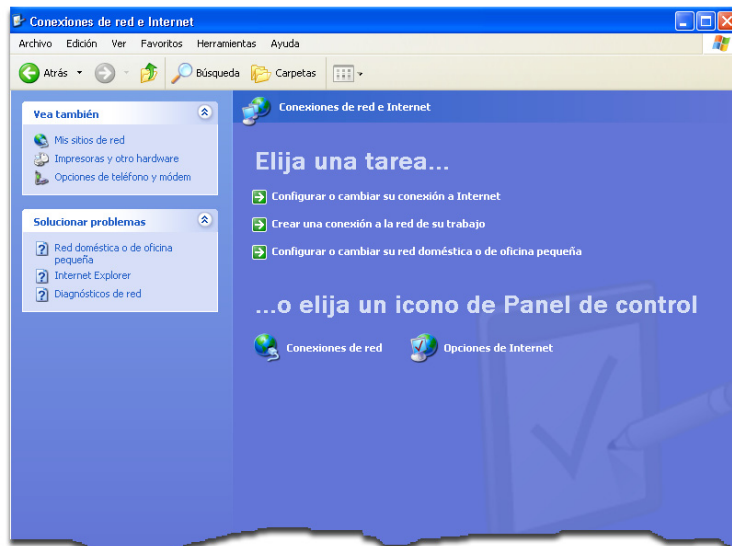 Conexiones de red e Internet
Archivo Edición Ver Favoritos Herramientas Ayuda
Atrás Búsqueda Carpetas
Vea también
Mis sitios de red
Impresoras y otro hardware
Opciones de teléfono y módem
Solucionar problemas
Red doméstica o de oficina
pequeña
Internet Explorer
Diagnósticos de red
Conexiones de red e Internet
Elija una tarea...
Configurar o cambiar su conexión a Internet
Crear una conexión a la red de su trabajo
Configurar o cambiar su red doméstica o de oficina pequeña
...o elija un icono de Panel de control
Conexiones de red Opciones de Internet